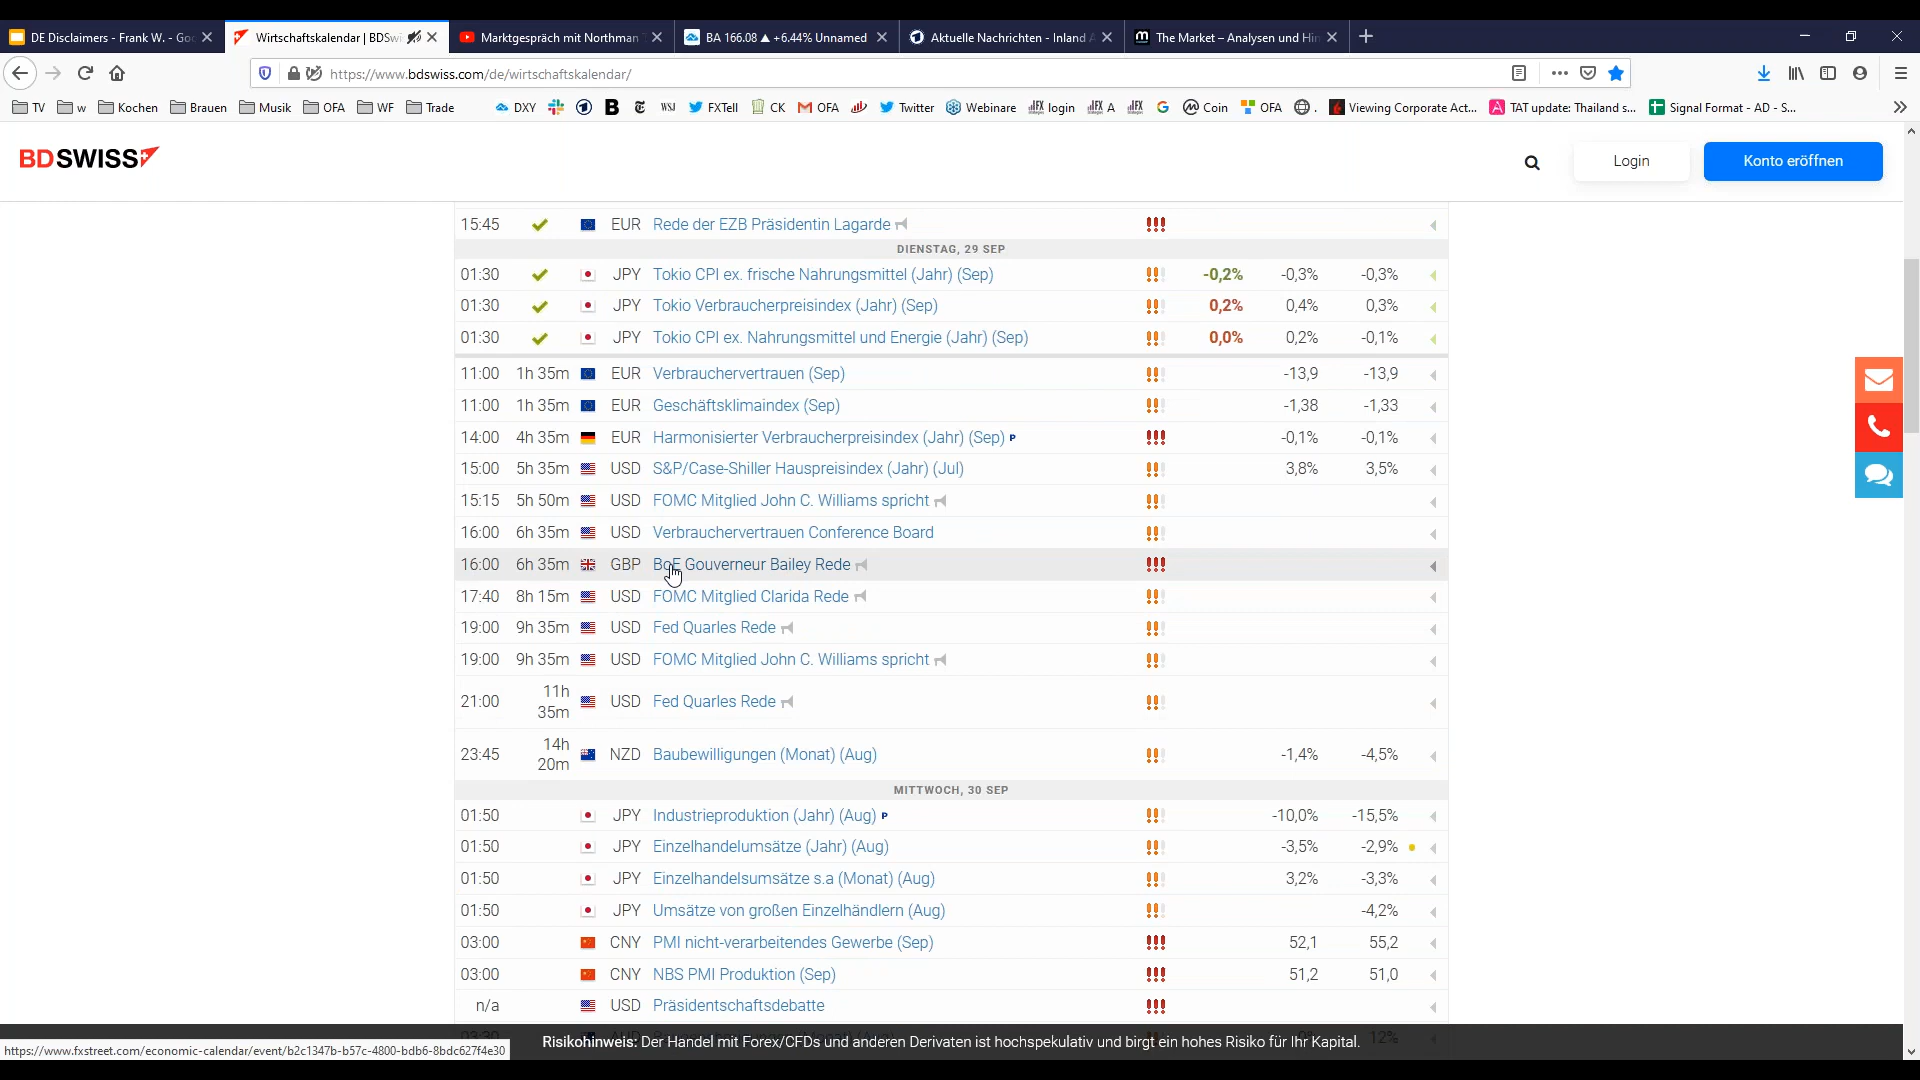 DE Disclaimers - Frank W. - Goo
Wirtschaftskalendar | BDSwi
Marktgespräch mit Northman
BA 166.08 ▲ +6.44% Unnamed
Aktuelle Nachrichten - Inland
The Market – Analysen und Hin
https://www.bdswiss.com/de/wirtschaftskalendar/
TV w Kochen Brauen Musik OFA WF Trade DXY B WSJ FXTell CK OFA Twitter Webinare login A G Coin OFA . Viewing Corporate Act... TAT update: Thailand s... Signal Format - AD - S...
BDSWISS
Login
Konto eröffnen
15:45 EUR Rede der EZB Präsidentin Lagarde
DIENSTAG, 29 SEP
01:30 JPY Tokio CPI ex. frische Nahrungsmittel (Jahr) (Sep) -0,2% -0,3% -0,3%
01:30 JPY Tokio Verbraucherpreisindex (Jahr) (Sep) 0,2% 0,4% 0,3%
01:30 JPY Tokio CPI ex. Nahrungsmittel und Energie (Jahr) (Sep) 0,0% 0,2% -0,1%
11:00 1h 35m EUR Verbrauchervertrauen (Sep) -13,9 -13,9
11:00 1h 35m EUR Geschäftsklimaindex (Sep) -1,38 -1,33
14:00 4h 35m EUR Harmonisierter Verbraucherpreisindex (Jahr) (Sep) P -0,1% -0,1%
15:00 5h 35m USD S&P/Case-Shiller Hauspreisindex (Jahr) (Jul) 3,8% 3,5%
15:15 5h 50m USD FOMC Mitglied John C. Williams spricht
16:00 6h 35m USD Verbrauchervertrauen Conference Board
16:00 6h 35m GBP BoE Gouverneur Bailey Rede
17:40 8h 15m USD FOMC Mitglied Clarida Rede
19:00 9h 35m USD Fed Quarles Rede
19:00 9h 35m USD FOMC Mitglied John C. Williams spricht
21:00 11h 35m USD Fed Quarles Rede
23:45 14h 20m NZD Baubewilligungen (Monat) (Aug) -1,4% -4,5%
MITTWOCH, 30 SEP
01:50 JPY Industrieproduktion (Jahr) (Aug) P -10,0% -15,5%
01:50 JPY Einzelhandelumsätze (Jahr) (Aug) -3,5% -2,9%
01:50 JPY Einzelhandelsumsätze s.a (Monat) (Aug) 3,2% -3,3%
01:50 JPY Umsätze von großen Einzelhändlern (Aug) -4,2%
03:00 CNY PMI nicht-verarbeitendes Gewerbe (Sep) 52,1 55,2
03:00 CNY NBS PMI Produktion (Sep) 51,2 51,0
n/a USD Präsidentschaftsdebatte
Risikohinweis: Der Handel mit Forex/CFDs und anderen Derivaten ist hochspekulativ und birgt ein hohes Risiko für Ihr Kapital.
https://www.fxstreet.com/economic-calendar/event/b2c1347b-b57c-4800-bdb6-8bdc627f4e30